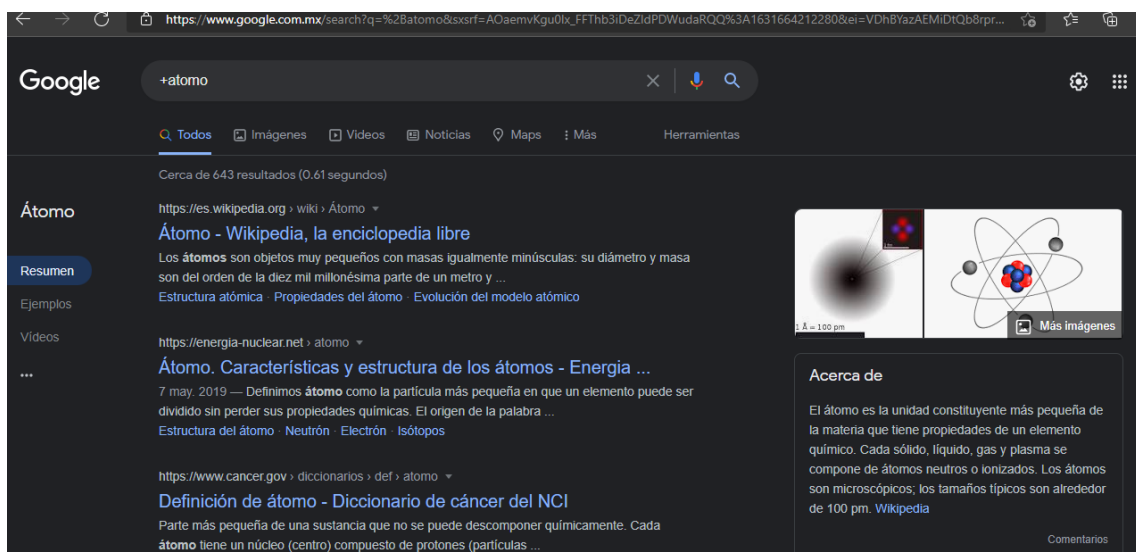 https://www.google.com.mx/search?q=%2Batomo&sxsrf=AOaemvKgu0lx_FFThb3iDeZldPDWudaRQQ%3A1631664212280&ei=VDhBYazAEMiDtQb8rpr...
Google
+atomo
Todos
Imágenes
Videos
Noticias
Maps
Más
Herramientas
Cerca de 643 resultados (0.61 segundos)
Átomo
Resumen
Ejemplos
Vídeos
https://es.wikipedia.org › wiki › Átomo
Átomo - Wikipedia, la enciclopedia libre
Los átomos son objetos muy pequeños con masas igualmente minúsculas: su diámetro y masa
son del orden de la diez mil millonésima parte de un metro y ...
Estructura atómica · Propiedades del átomo · Evolución del modelo atómico
https://energia-nuclear.net › atomo
Átomo. Características y estructura de los átomos - Energia ...
7 may. 2019 — Definimos átomo como la partícula más pequeña en que un elemento puede ser
dividido sin perder sus propiedades químicas. El origen de la palabra ...
Estructura del átomo · Neutrón · Electrón · Isótopos
https://www.cancer.gov › diccionarios › def › atomo
Definición de átomo - Diccionario de cáncer del NCI
Parte más pequeña de una sustancia que no se puede descomponer químicamente. Cada
átomo tiene un núcleo (centro) compuesto de protones (partículas ...
1 Å = 100 pm
Más imágenes
Acerca de
El átomo es la unidad constituyente más pequeña de
la materia que tiene propiedades de un elemento
químico. Cada sólido, líquido, gas y plasma se
compone de átomos neutros o ionizados. Los átomos
son microscópicos; los tamaños típicos son alrededor
de 100 pm. Wikipedia
Comentarios